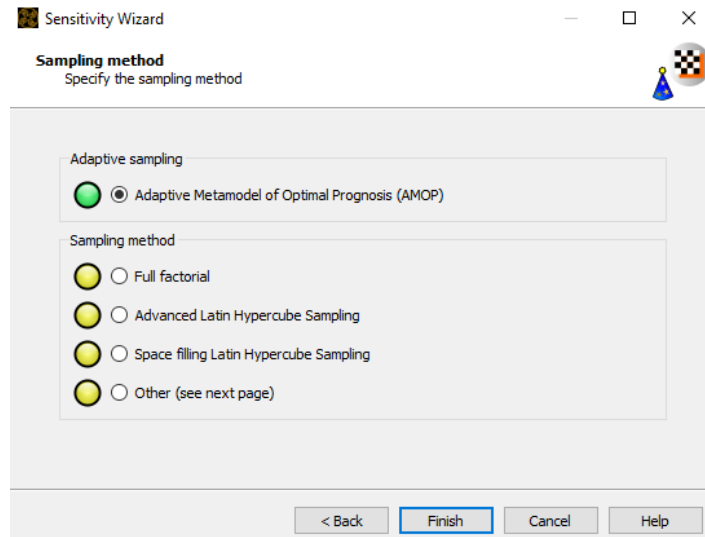 Sensitivity Wizard
Sampling method
Specify the sampling method
Adaptive sampling
Adaptive Metamodel of Optimal Prognosis (AMOP)
Sampling method
Full factorial
Advanced Latin Hypercube Sampling
Space filling Latin Hypercube Sampling
Other (see next page)
< Back Finish Cancel Help